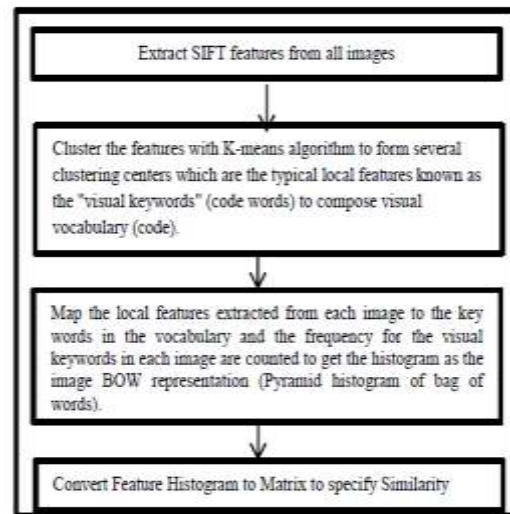 Extract SIFT features from all images
Cluster the features with K-means algorithm to form several
clustering centers which are the typical local features known as
the "visual keywords" (code words) to compose visual
vocabulary (code).
Map the local features extracted from each image to the key
words in the vocabulary and the frequency for the visual
keywords in each image are counted to get the histogram as the
image BOW representation (Pyramid histogram of bag of
words).
Convert Feature Histogram to Matrix to specify Similarity